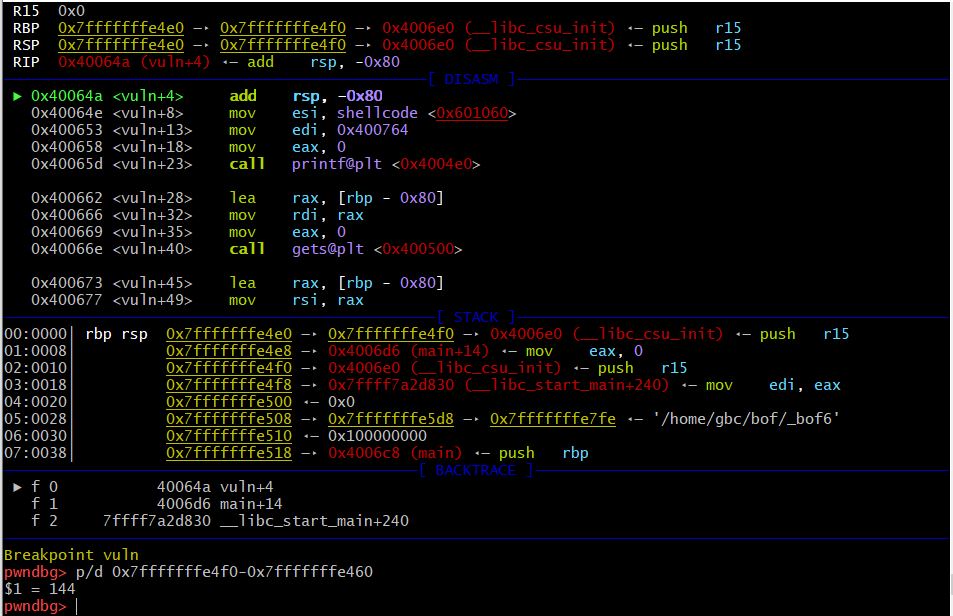 R15  0x0
RBP  0x7fffffffe4e0 —▸ 0x7fffffffe4f0 —▸ 0x4006e0 (__libc_csu_init) ◂— push   r15
RSP  0x7fffffffe4e0 —▸ 0x7fffffffe4f0 —▸ 0x4006e0 (__libc_csu_init) ◂— push   r15
RIP  0x40064a (vuln+4) ◂— add    rsp, -0x80
[ DISASM ]
► 0x40064a <vuln+4>     add    rsp, -0x80
0x40064e <vuln+8>     mov    esi, shellcode <0x601060>
0x400653 <vuln+13>    mov    edi, 0x400764
0x400658 <vuln+18>    mov    eax, 0
0x40065d <vuln+23>    call   printf@plt <0x4004e0>
0x400662 <vuln+28>    lea    rax, [rbp - 0x80]
0x400666 <vuln+32>    mov    rdi, rax
0x400669 <vuln+35>    mov    eax, 0
0x40066e <vuln+40>    call   gets@plt <0x400500>
0x400673 <vuln+45>    lea    rax, [rbp - 0x80]
0x400677 <vuln+49>    mov    rsi, rax
[ STACK ]
00:0000│ rbp rsp  0x7fffffffe4e0 —▸ 0x7fffffffe4f0 —▸ 0x4006e0 (__libc_csu_init) ◂— push   r15
01:0008│          0x7fffffffe4e8 —▸ 0x4006d6 (main+14) ◂— mov    eax, 0
02:0010│          0x7fffffffe4f0 —▸ 0x4006e0 (__libc_csu_init) ◂— push   r15
03:0018│          0x7fffffffe4f8 —▸ 0x7ffff7a2d830 (__libc_start_main+240) ◂— mov    edi, eax
04:0020│          0x7fffffffe500 ◂— 0x0
05:0028│          0x7fffffffe508 —▸ 0x7fffffffe5d8 —▸ 0x7fffffffe7fe ◂— '/home/gbc/bof/_bof6'
06:0030│          0x7fffffffe510 ◂— 0x100000000
07:0038│          0x7fffffffe518 —▸ 0x4006c8 (main) ◂— push   rbp
[ BACKTRACE ]
► f 0           40064a vuln+4
f 1           4006d6 main+14
f 2     7ffff7a2d830 __libc_start_main+240
Breakpoint vuln
pwndbg> p/d 0x7fffffffe4f0-0x7fffffffe460
$1 = 144
pwndbg>